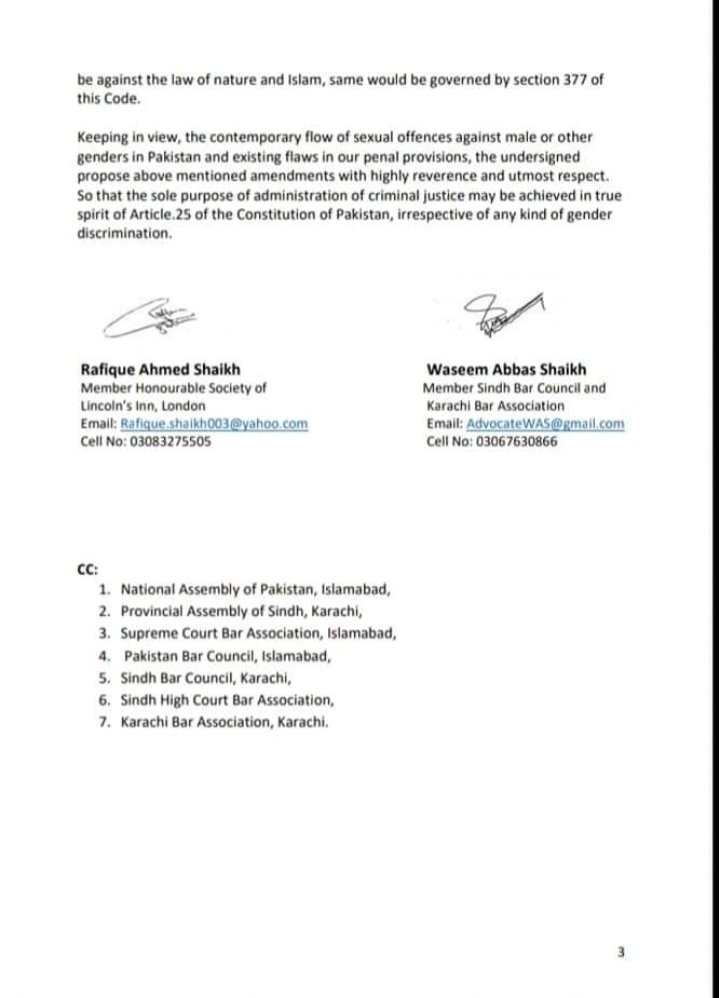 be against the law of nature and Islam, same would be governed by section 377 of
this Code.
Keeping in view, the contemporary flow of sexual offences against male or other
genders in Pakistan and existing flaws in our penal provisions, the undersigned
propose above mentioned amendments with highly reverence and utmost respect.
So that the sole purpose of administration of criminal justice may be achieved in true
spirit of Article.25 of the Constitution of Pakistan, irrespective of any kind of gender
discrimination.
Rafique Ahmed Shaikh
Member Honourable Society of
Lincoln's Inn, London
Email: Rafique.shaikh003@yahoo.com
Cell No: 03083275505
Waseem Abbas Shaikh
Member Sindh Bar Council and
Karachi Bar Association
Email: AdvocateWAS@gmail.com
Cell No: 03067630866
CC:
1. National Assembly of Pakistan, Islamabad,
2. Provincial Assembly of Sindh, Karachi,
3. Supreme Court Bar Association, Islamabad,
4. Pakistan Bar Council, Islamabad,
5. Sindh Bar Council, Karachi,
6. Sindh High Court Bar Association,
7. Karachi Bar Association, Karachi.
3